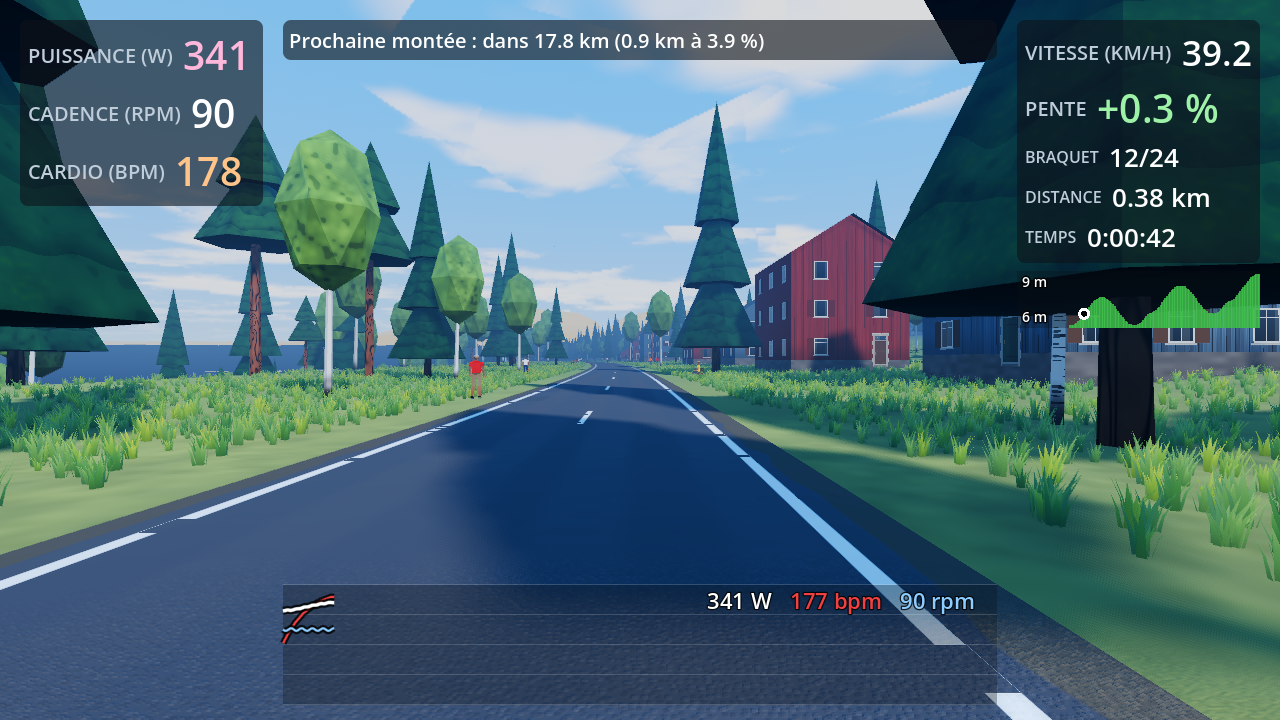 PUISSANCE (W) 341
CADENCE (RPM) 90
CARDIO (BPM) 178
Prochaine montée : dans 17.8 km (0.9 km à 3.9 %)
VITESSE (KM/H) 39.2
PENTE +0.3 %
BRAQUET 12/24
DISTANCE 0.38 km
TEMPS 0:00:42
9 m
6 m
341 W 177 bpm 90 rpm